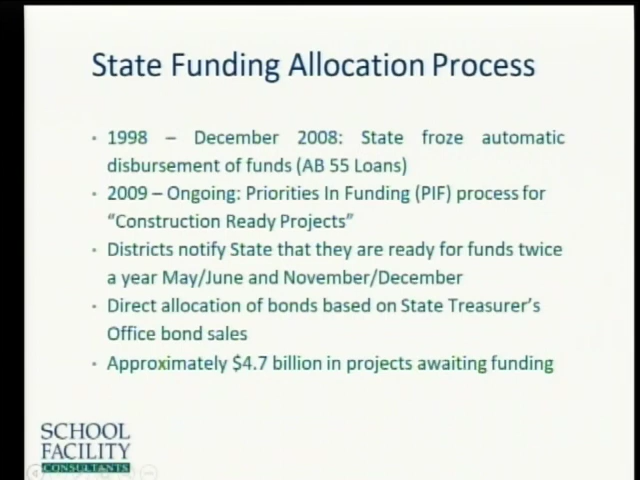 State Funding Allocation Process
• 1998 – December 2008: State froze automatic
disbursement of funds (AB 55 Loans)
• 2009 – Ongoing: Priorities In Funding (PIF) process for
“Construction Ready Projects”
• Districts notify State that they are ready for funds twice
a year May/June and November/December
• Direct allocation of bonds based on State Treasurer’s
Office bond sales
• Approximately $4.7 billion in projects awaiting funding
SCHOOL
FACILITY
CONSULTANTS